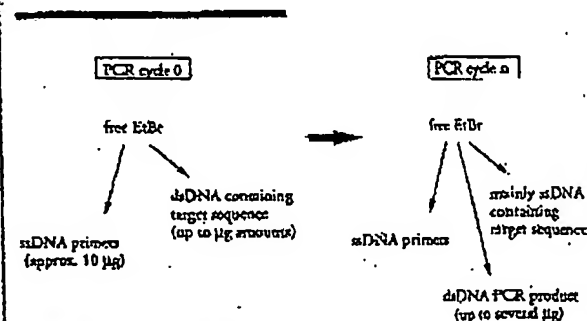 PCR cycle 0
free EtBr
dsDNA containing
target sequence
(up to µg amounts)
ssDNA primers
(approx. 10 µg)
PCR cycle n
free EtBr
mainly ssDNA
containing
target sequence
ssDNA primers
dsDNA PCR product
(up to several µg)